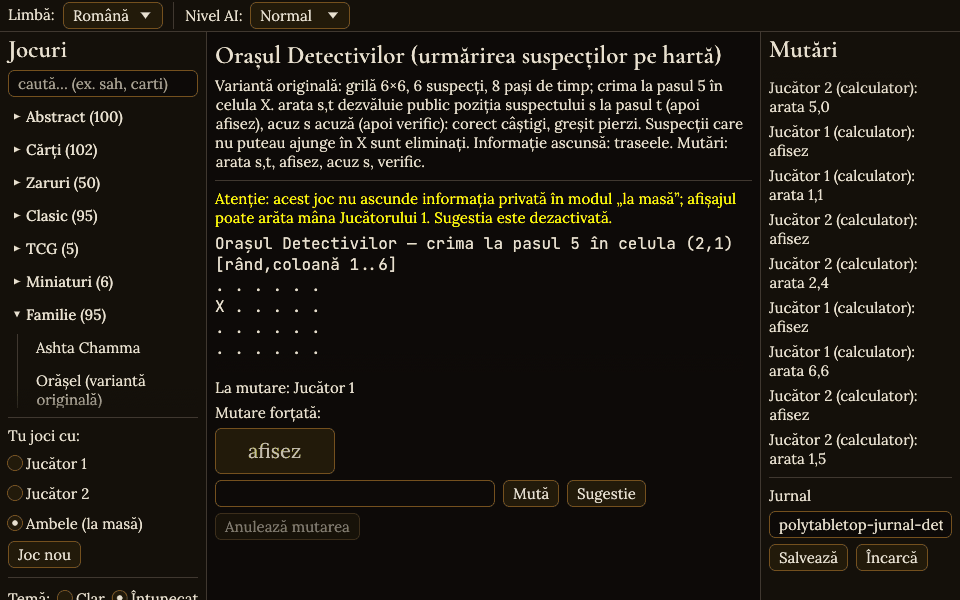 Limbă: Română ▼ Nivel AI: Normal ▼
Jocuri
caută... (ex. sah, carti)
▸ Abstract (100)
▸ Cărți (102)
▸ Zaruri (50)
▸ Clasic (95)
▸ TCG (5)
▸ Miniaturi (6)
▾ Familie (95)
Ashta Chamma
Orășel (variantă
originală)
Tu joci cu:
Jucător 1
Jucător 2
Ambele (la masă)
Joc nou
Temă: Clar Întunecat
Orașul Detectivilor (urmărirea suspecților pe hartă)
Variantă originală: grilă 6×6, 6 suspecți, 8 pași de timp; crima la pasul 5 în
celula X. arata s,t dezvăluie public poziția suspectului s la pasul t (apoi
afisez), acuz s acuză (apoi verific): corect câștigi, greșit pierzi. Suspecții care
nu puteau ajunge în X sunt eliminați. Informație ascunsă: traseele. Mutări:
arata s,t, afisez, acuz s, verific.
Atenție: acest joc nu ascunde informația privată în modul „la masă”; afișajul
poate arăta mâna Jucătorului 1. Sugestia este dezactivată.
Orașul Detectivilor — crima la pasul 5 în celula (2,1)
[rând,coloană 1..6]
. . . . . .
X . . . . .
. . . . . .
. . . . . .
La mutare: Jucător 1
Mutare forțată:
afisez
Mută Sugestie
Anulează mutarea
Mutări
Jucător 2 (calculator):
arata 5,0
Jucător 1 (calculator):
afisez
Jucător 1 (calculator):
arata 1,1
Jucător 2 (calculator):
afisez
Jucător 2 (calculator):
arata 2,4
Jucător 1 (calculator):
afisez
Jucător 1 (calculator):
arata 6,6
Jucător 2 (calculator):
afisez
Jucător 2 (calculator):
arata 1,5
Jurnal
polytabletop-jurnal-det
Salvează Încarcă